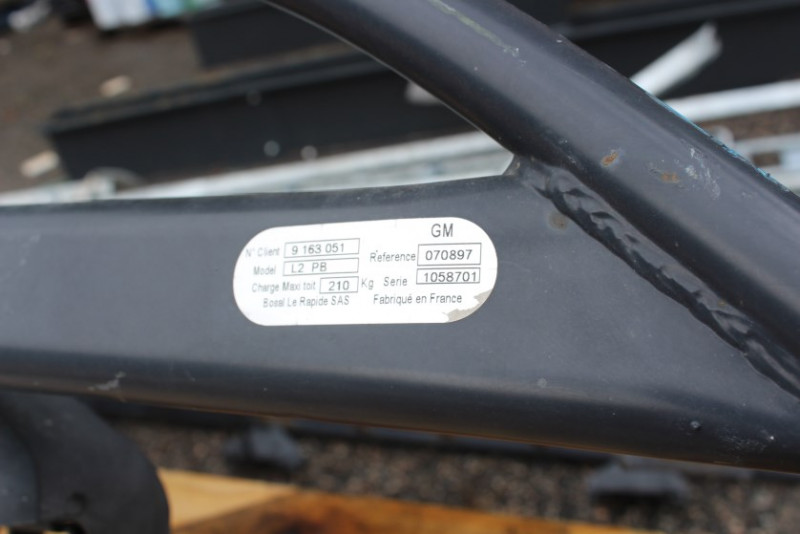 GM
N° Client 9 163 051
Model L2 PB
Reference 070897
Charge Maxi toit 210 Kg
Serie 1058701
Bosal Le Rapide SAS
Fabriqué en France